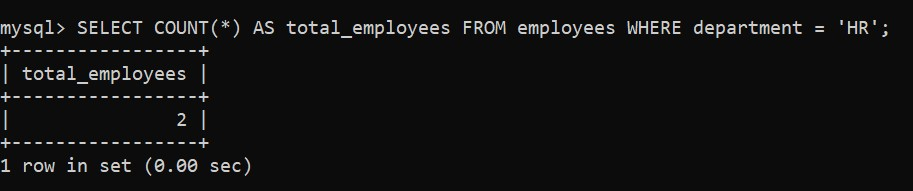 mysql> SELECT COUNT(*) AS total_employees FROM employees WHERE department = 'HR';
+-----------------+
| total_employees |
+-----------------+
|               2 |
+-----------------+
1 row in set (0.00 sec)